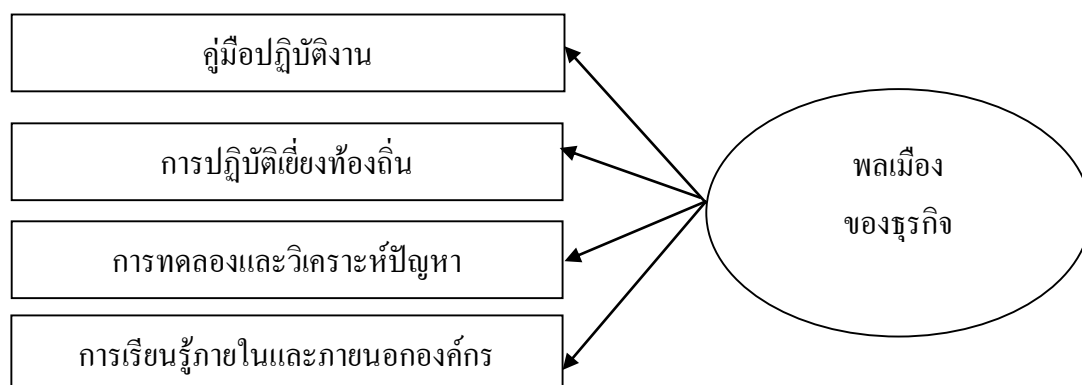 คู่มือปฏิบัติงาน
การปฏิบัติเยี่ยงท้องถิ่น
การทดลองและวิเคราะห์ปัญหา
การเรียนรู้ภายในและภายนอกองค์กร
พลเมือง
ของธุรกิจ